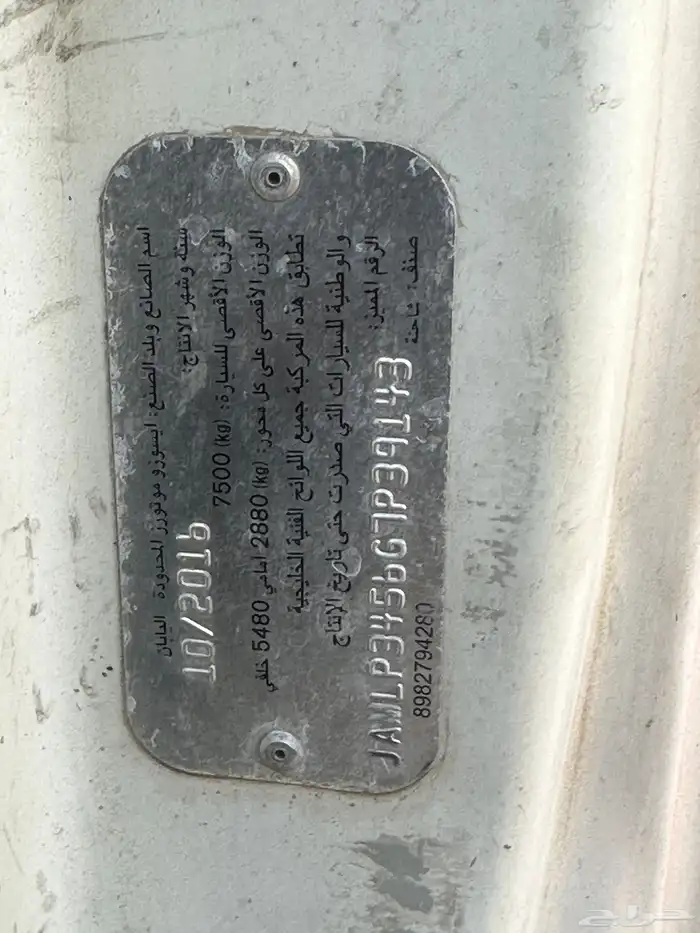 اسم الصانع وبلد الصنع: ايسوزو موتورز المحدودة اليابان
سنة وشهر الانتاج: 10/2016
الوزن الأقصى للسيارة: 7500 (kg)
الوزن الأقصى على كل محور: 2880 (kg) امامي 5480 خلفي
تطابق هذه المركبة جميع اللوائح الفنية الخليجية
والوطنية للسيارات التي صدرت حتى تاريخ الإنتاج
الرقم المميز: JAMLP34S6G7P39143
صنف: شاحنة
8982794280
حراج